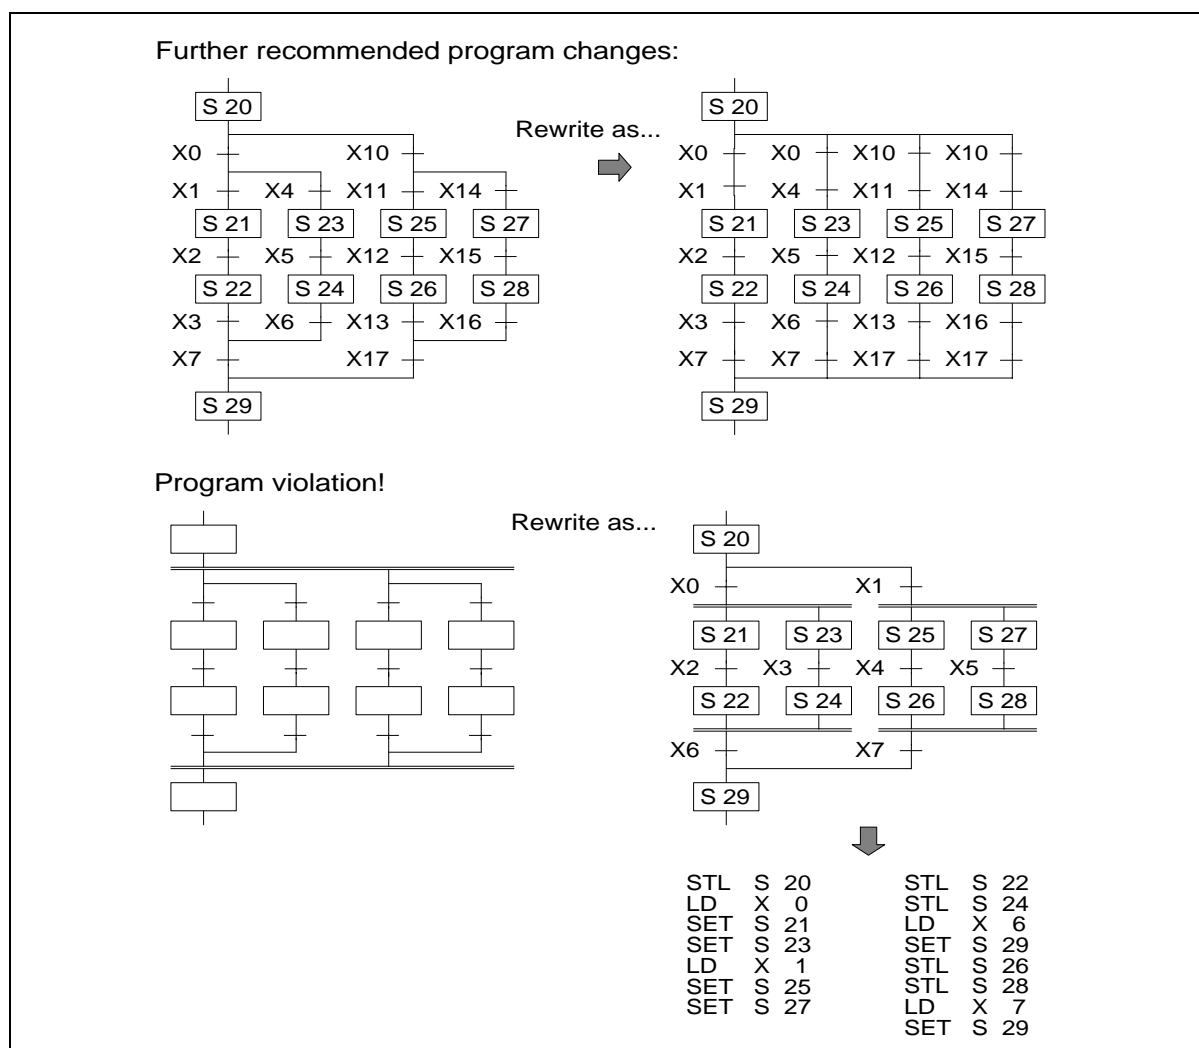 Further recommended program changes:
S 20
X0 X10
X1 X4 X11 X14
S 21 S 23 S 25 S 27
X2 X5 X12 X15
S 22 S 24 S 26 S 28
X3 X6 X13 X16
X7 X17
S 29
Rewrite as...
S 20
X0 X0 X10 X10
X1 X4 X11 X14
S 21 S 23 S 25 S 27
X2 X5 X12 X15
S 22 S 24 S 26 S 28
X3 X6 X13 X16
X7 X7 X17 X17
S 29
Program violation!
Rewrite as...
S 20
X0 X1
S 21 S 23 S 25 S 27
X2 X3 X4 X5
S 22 S 24 S 26 S 28
X6 X7
S 29
STL S 20
LD X 0
SET S 21
SET S 23
LD X 1
SET S 25
SET S 27
STL S 22
STL S 24
LD X 6
SET S 29
STL S 26
STL S 28
LD X 7
SET S 29